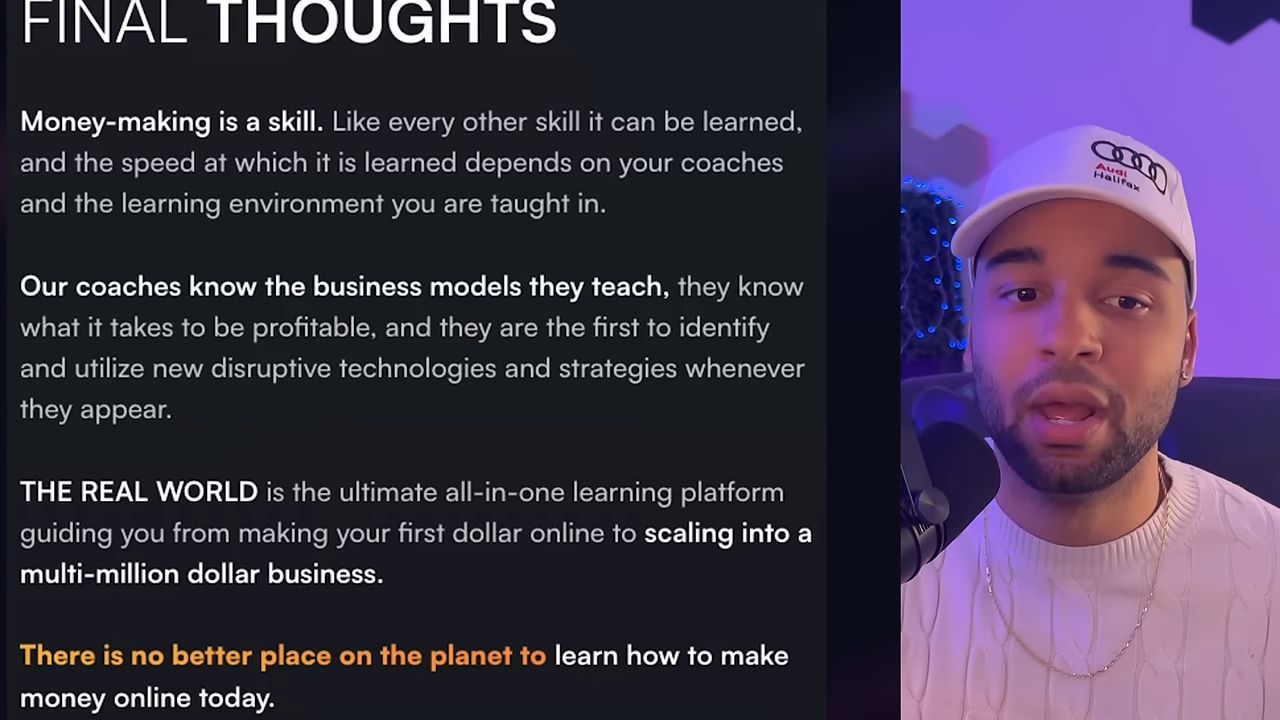 FINAL THOUGHTS
Money-making is a skill. Like every other skill it can be learned,
and the speed at which it is learned depends on your coaches
and the learning environment you are taught in.
Our coaches know the business models they teach, they know
what it takes to be profitable, and they are the first to identify
and utilize new disruptive technologies and strategies whenever
they appear.
THE REAL WORLD is the ultimate all-in-one learning platform
guiding you from making your first dollar online to scaling into a
multi-million dollar business.
There is no better place on the planet to learn how to make
money online today.
Audi
Halifax